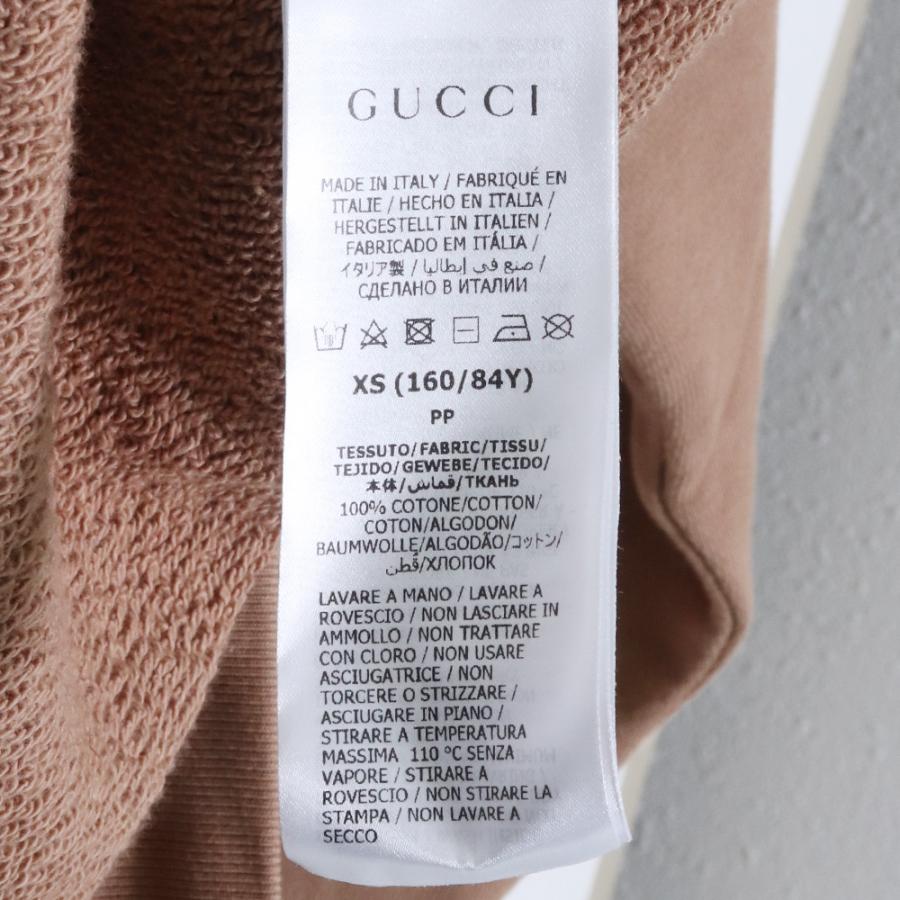 GUCCI
MADE IN ITALY / FABRIQUÉ EN
ITALIE / HECHO EN ITALIA /
HERGESTELLT IN ITALIEN /
FABRICADO EM ITÁLIA /
イタリア製 / صنع في إيطاليا /
СДЕЛАНО В ИТАЛИИ
XS (160/84Y)
PP
TESSUTO/FABRIC/TISSU/
TEJIDO/GEWEBE/TECIDO/
本体/قماش/ТКАНЬ
100% COTONE/COTTON/
COTON/ALGODON/
BAUMWOLLE/ALGODÃO/コットン/
قطن/ХЛОПОК
LAVARE A MANO / LAVARE A
ROVESCIO / NON LASCIARE IN
AMMOLLO / NON TRATTARE
CON CLORO / NON USARE
ASCIUGATRICE / NON
TORCERE O STRIZZARE /
ASCIUGARE IN PIANO /
STIRARE A TEMPERATURA
MASSIMA 110 °C SENZA
VAPORE / STIRARE A
ROVESCIO / NON STIRARE LA
STAMPA / NON LAVARE A
SECCO